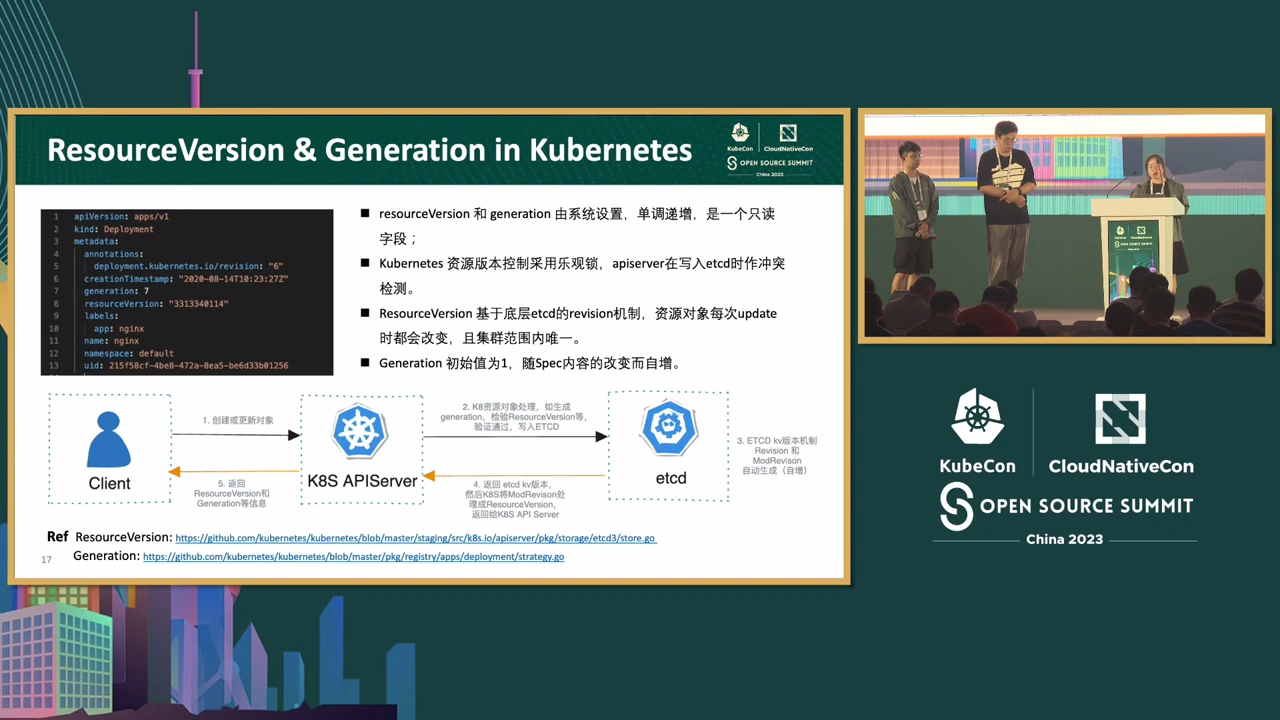 ResourceVersion & Generation in Kubernetes
KubeCon
CloudNativeCon
OPEN SOURCE SUMMIT
China 2023
1 apiVersion: apps/v1
2 kind: Deployment
3 metadata:
4 annotations:
5 deployment.kubernetes.io/revision: "6"
6 creationTimestamp: "2020-08-14T10:23:27Z"
7 generation: 7
8 resourceVersion: "3313340114"
9 labels:
10 app: nginx
11 name: nginx
12 namespace: default
13 uid: 215f58cf-4be8-472a-8ea5-be6d33b01256
■ resourceVersion 和 generation 由系统设置，单调递增，是一个只读
字段；
■ Kubernetes 资源版本控制采用乐观锁，apiserver在写入etcd时作冲突
检测。
■ ResourceVersion 基于底层etcd的revision机制，资源对象每次update
时都会改变，且集群范围内唯一。
■ Generation 初始值为1，随Spec内容的改变而自增。
Client
1. 创建或更新对象
5. 返回
ResourceVersion和
Generation等信息
K8S APIServer
2. K8资源对象处理，如生成
generation，检验ResourceVersion等，
验证通过，写入ETCD
4. 返回 etcd kv版本，
然后K8S将ModRevison处
理成ResourceVersion，
返回给K8S API Server
etcd
3. ETCD kv版本机制
Revision 和
ModRevison
自动生成（自增）
Ref ResourceVersion: https://github.com/kubernetes/kubernetes/blob/master/staging/src/k8s.io/apiserver/pkg/storage/etcd3/store.go
Generation: https://github.com/kubernetes/kubernetes/blob/master/pkg/registry/apps/deployment/strategy.go
17
KubeCon
CloudNativeCon
OPEN SOURCE SUMMIT
China 2023